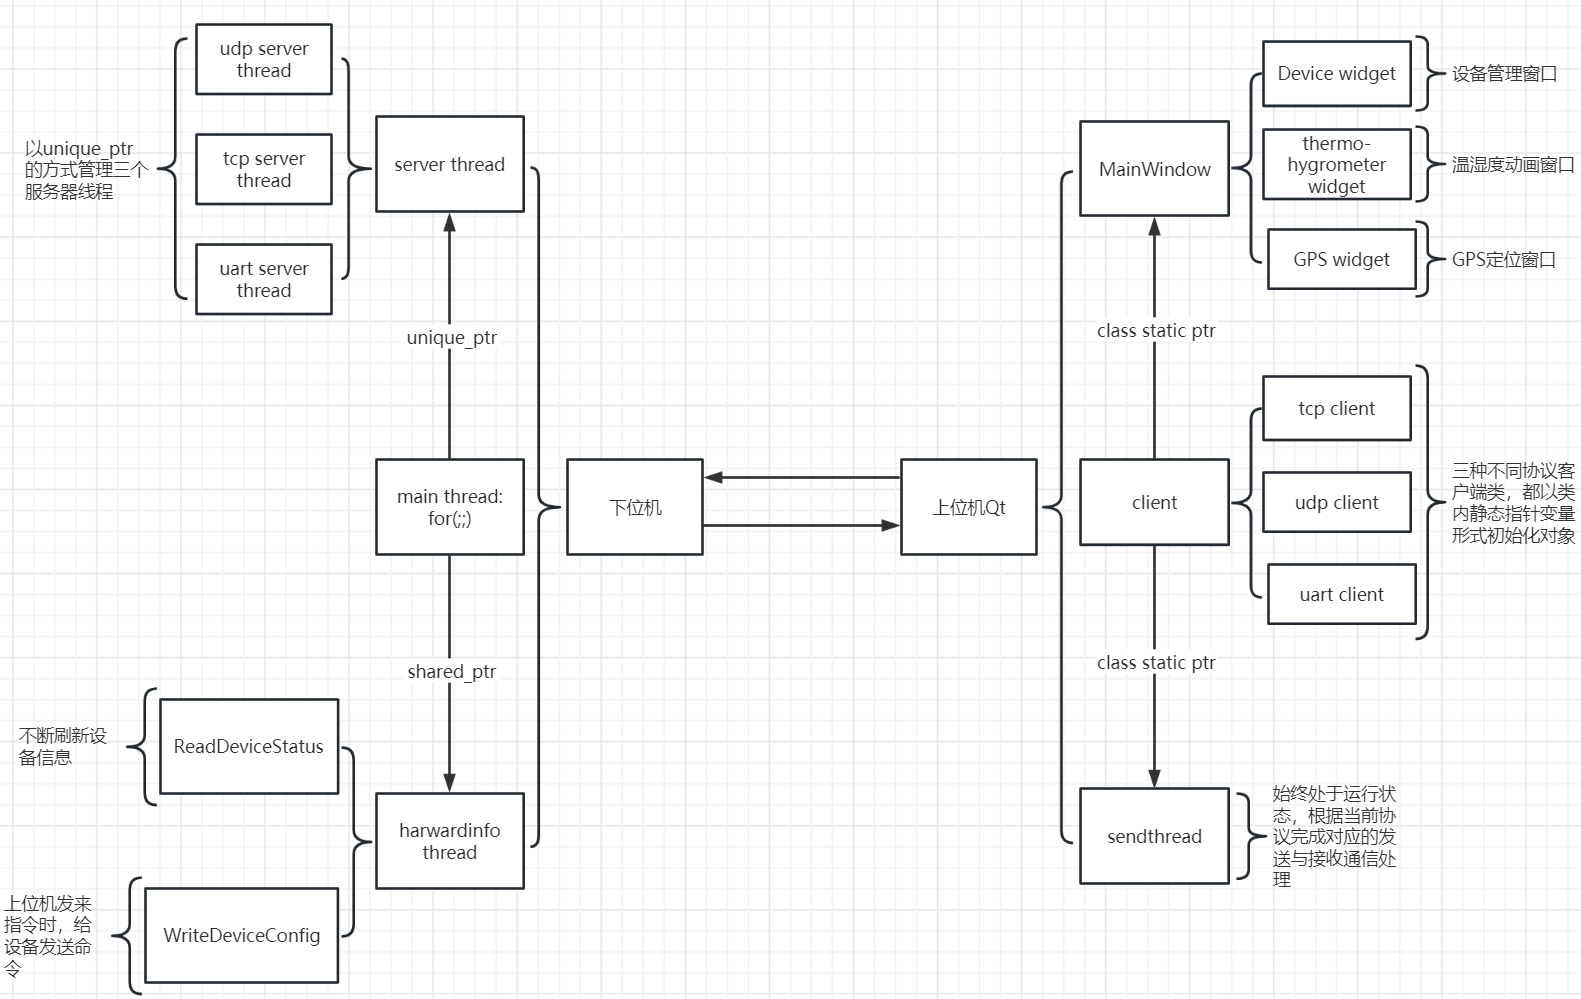 udp server
thread
以unique_ptr
的方式管理三个
服务器线程
tcp server
thread
uart server
thread
server thread
unique_ptr
main thread:
for(;;)
shared_ptr
不断刷新设
备信息
ReadDeviceStatus
harwardinfo
thread
上位机发来
指令时，给
设备发送命
令
WriteDeviceConfig
下位机
上位机Qt
MainWindow
Device widget
设备管理窗口
thermo-
hygrometer
widget
温湿度动画窗口
GPS widget
GPS定位窗口
class static ptr
client
tcp client
udp client
uart client
三种不同协议客
户端类，都以类
内静态指针变量
形式初始化对象
class static ptr
sendthread
始终处于运行状
态，根据当前协
议完成对应的发
送与接收通信处
理